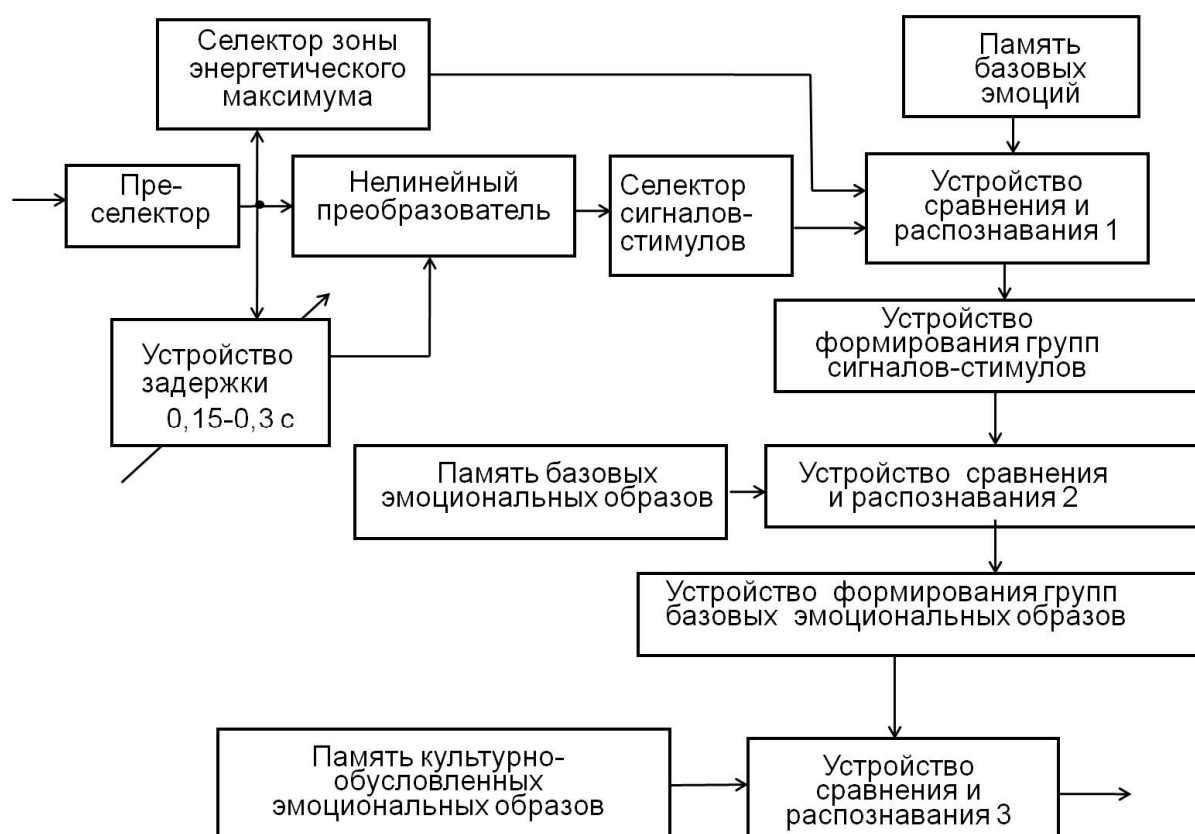 Селектор зоны
энергетического
максимума
Память
базовых
эмоций
Пре-
селектор
Нелинейный
преобразователь
Селектор
сигналов-
стимулов
Устройство
сравнения и
распознавания 1
Устройство
задержки
0,15-0,3 с
Устройство
формирования групп
сигналов-стимулов
Память базовых
эмоциональных образов
Устройство сравнения
и распознавания 2
Устройство формирования групп
базовых эмоциональных образов
Память культурно-
обусловленных
эмоциональных образов
Устройство
сравнения и
распознавания 3